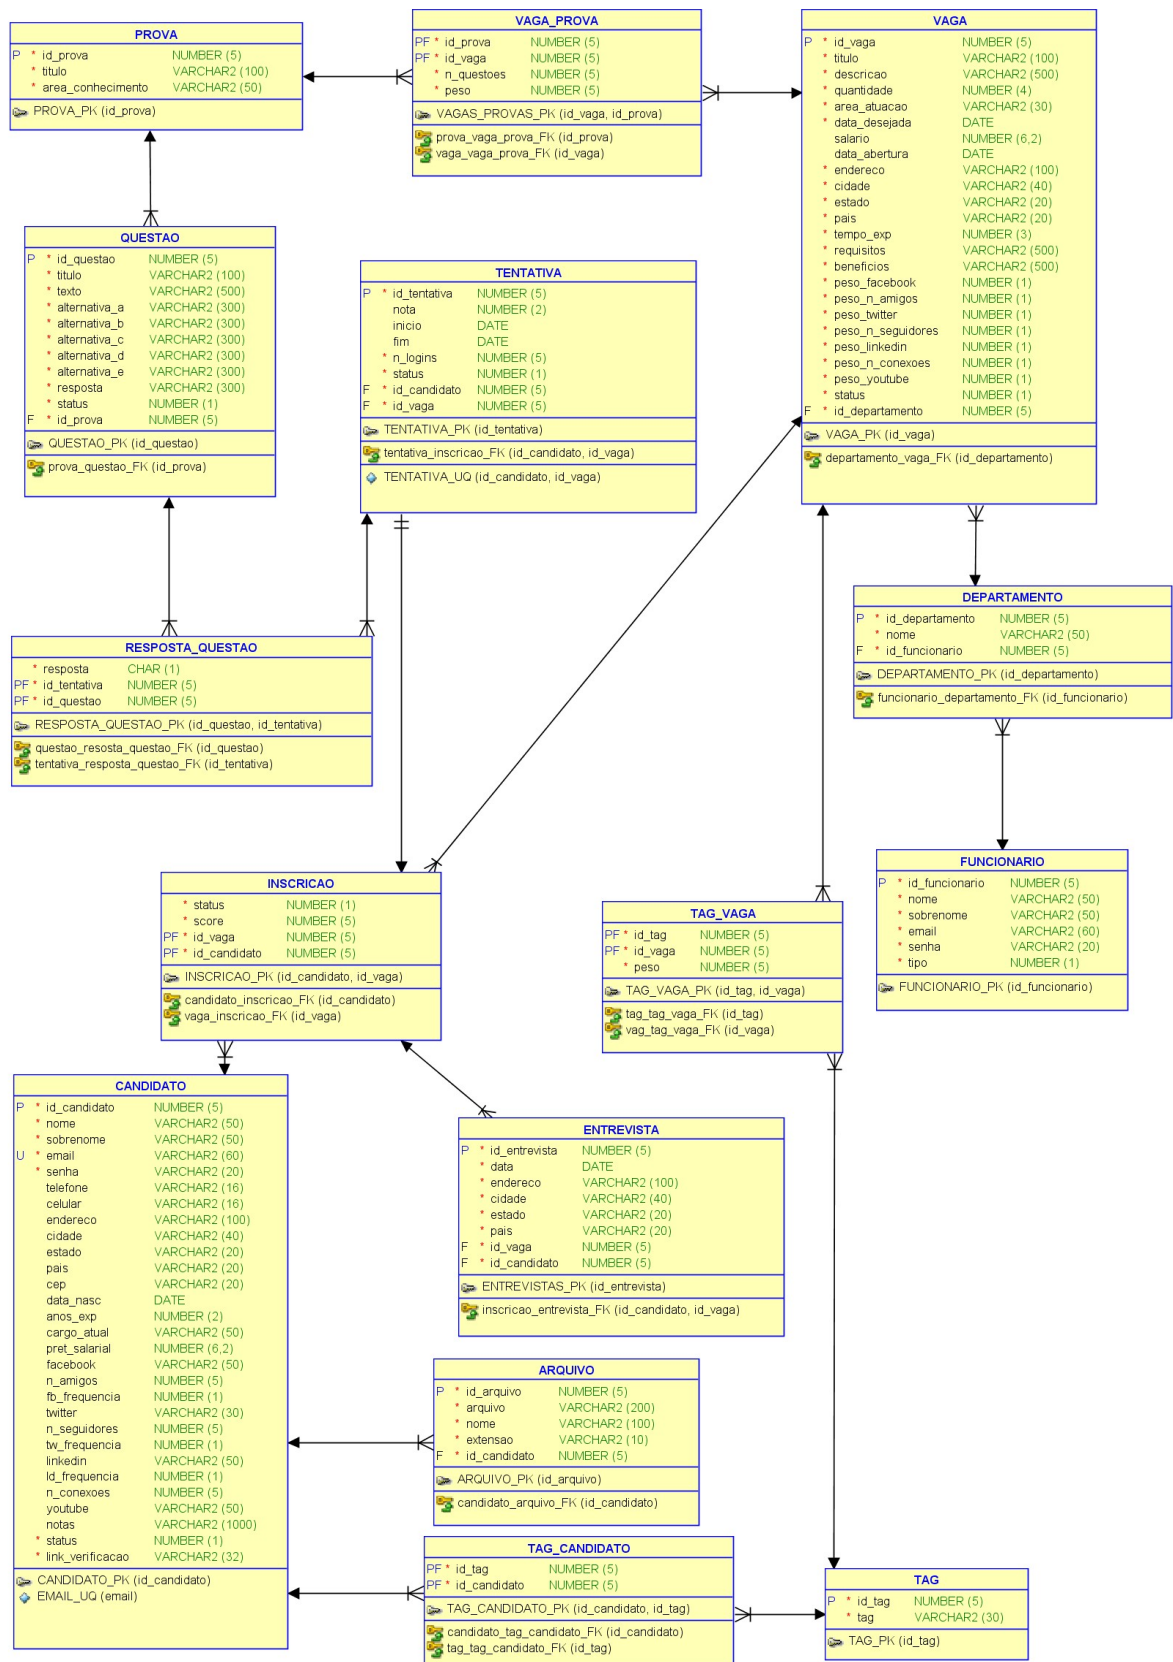 PROVA
P * id_prova NUMBER (5)
* titulo VARCHAR2 (100)
* area_conhecimento VARCHAR2 (50)
PROVA_PK (id_prova)
VAGA_PROVA
PF * id_prova NUMBER (5)
PF * id_vaga NUMBER (5)
* n_questoes NUMBER (5)
* peso NUMBER (5)
VAGAS_PROVAS_PK (id_vaga, id_prova)
prova_vaga_prova_FK (id_prova)
vaga_vaga_prova_FK (id_vaga)
VAGA
P * id_vaga NUMBER (5)
* titulo VARCHAR2 (100)
* descricao VARCHAR2 (500)
* quantidade NUMBER (4)
* area_atuacao VARCHAR2 (30)
* data_desejada DATE
salario NUMBER (6,2)
data_abertura DATE
* endereco VARCHAR2 (100)
* cidade VARCHAR2 (40)
* estado VARCHAR2 (20)
* pais VARCHAR2 (20)
* tempo_exp NUMBER (3)
* requisitos VARCHAR2 (500)
* beneficios VARCHAR2 (500)
* peso_facebook NUMBER (1)
* peso_n_amigos NUMBER (1)
* peso_twitter NUMBER (1)
* peso_n_seguidores NUMBER (1)
* peso_linkedin NUMBER (1)
* peso_n_conexoes NUMBER (1)
* peso_youtube NUMBER (1)
* status NUMBER (1)
F * id_departamento NUMBER (5)
VAGA_PK (id_vaga)
departamento_vaga_FK (id_departamento)
QUESTAO
P * id_questao NUMBER (5)
* titulo VARCHAR2 (100)
* texto VARCHAR2 (500)
* alternativa_a VARCHAR2 (300)
* alternativa_b VARCHAR2 (300)
* alternativa_c VARCHAR2 (300)
* alternativa_d VARCHAR2 (300)
* alternativa_e VARCHAR2 (300)
* resposta VARCHAR2 (300)
* status NUMBER (1)
F * id_prova NUMBER (5)
QUESTAO_PK (id_questao)
prova_questao_FK (id_prova)
TENTATIVA
P * id_tentativa NUMBER (5)
nota NUMBER (2)
inicio DATE
fim DATE
* n_logins NUMBER (5)
* status NUMBER (1)
F * id_candidato NUMBER (5)
F * id_vaga NUMBER (5)
TENTATIVA_PK (id_tentativa)
tentativa_inscricao_FK (id_candidato, id_vaga)
TENTATIVA_UQ (id_candidato, id_vaga)
DEPARTAMENTO
P * id_departamento NUMBER (5)
* nome VARCHAR2 (50)
F * id_funcionario NUMBER (5)
DEPARTAMENTO_PK (id_departamento)
funcionario_departamento_FK (id_funcionario)
RESPOSTA_QUESTAO
* resposta CHAR (1)
PF * id_tentativa NUMBER (5)
PF * id_questao NUMBER (5)
RESPOSTA_QUESTAO_PK (id_questao, id_tentativa)
questao_resosta_questao_FK (id_questao)
tentativa_resposta_questao_FK (id_tentativa)
FUNCIONARIO
P * id_funcionario NUMBER (5)
* nome VARCHAR2 (50)
* sobrenome VARCHAR2 (50)
* email VARCHAR2 (60)
* senha VARCHAR2 (20)
* tipo NUMBER (1)
FUNCIONARIO_PK (id_funcionario)
INSCRICAO
* status NUMBER (1)
* score NUMBER (5)
PF * id_vaga NUMBER (5)
PF * id_candidato NUMBER (5)
INSCRICAO_PK (id_candidato, id_vaga)
candidato_inscricao_FK (id_candidato)
vaga_inscricao_FK (id_vaga)
TAG_VAGA
PF * id_tag NUMBER (5)
PF * id_vaga NUMBER (5)
* peso NUMBER (5)
TAG_VAGA_PK (id_tag, id_vaga)
tag_tag_vaga_FK (id_tag)
vag_tag_vaga_FK (id_vaga)
CANDIDATO
P * id_candidato NUMBER (5)
* nome VARCHAR2 (50)
* sobrenome VARCHAR2 (50)
U * email VARCHAR2 (60)
* senha VARCHAR2 (20)
telefone VARCHAR2 (16)
celular VARCHAR2 (16)
endereco VARCHAR2 (100)
cidade VARCHAR2 (40)
estado VARCHAR2 (20)
pais VARCHAR2 (20)
cep VARCHAR2 (20)
data_nasc DATE
anos_exp NUMBER (2)
cargo_atual VARCHAR2 (50)
pret_salarial NUMBER (6,2)
facebook VARCHAR2 (50)
n_amigos NUMBER (5)
fb_frequencia NUMBER (1)
twitter VARCHAR2 (30)
n_seguidores NUMBER (5)
tw_frequencia NUMBER (1)
linkedin VARCHAR2 (50)
ld_frequencia NUMBER (1)
n_conexoes NUMBER (5)
youtube VARCHAR2 (50)
notas VARCHAR2 (1000)
* status NUMBER (1)
* link_verificacao VARCHAR2 (32)
CANDIDATO_PK (id_candidato)
EMAIL_UQ (email)
ENTREVISTA
P * id_entrevista NUMBER (5)
* data DATE
* endereco VARCHAR2 (100)
* cidade VARCHAR2 (40)
* estado VARCHAR2 (20)
* pais VARCHAR2 (20)
F * id_vaga NUMBER (5)
F * id_candidato NUMBER (5)
ENTREVISTAS_PK (id_entrevista)
inscricao_entrevista_FK (id_candidato, id_vaga)
ARQUIVO
P * id_arquivo NUMBER (5)
* arquivo VARCHAR2 (200)
* nome VARCHAR2 (100)
* extensao VARCHAR2 (10)
F * id_candidato NUMBER (5)
ARQUIVO_PK (id_arquivo)
candidato_arquivo_FK (id_candidato)
TAG_CANDIDATO
PF * id_tag NUMBER (5)
PF * id_candidato NUMBER (5)
TAG_CANDIDATO_PK (id_candidato, id_tag)
candidato_tag_candidato_FK (id_candidato)
tag_tag_candidato_FK (id_tag)
TAG
P * id_tag NUMBER (5)
* tag VARCHAR2 (30)
TAG_PK (id_tag)